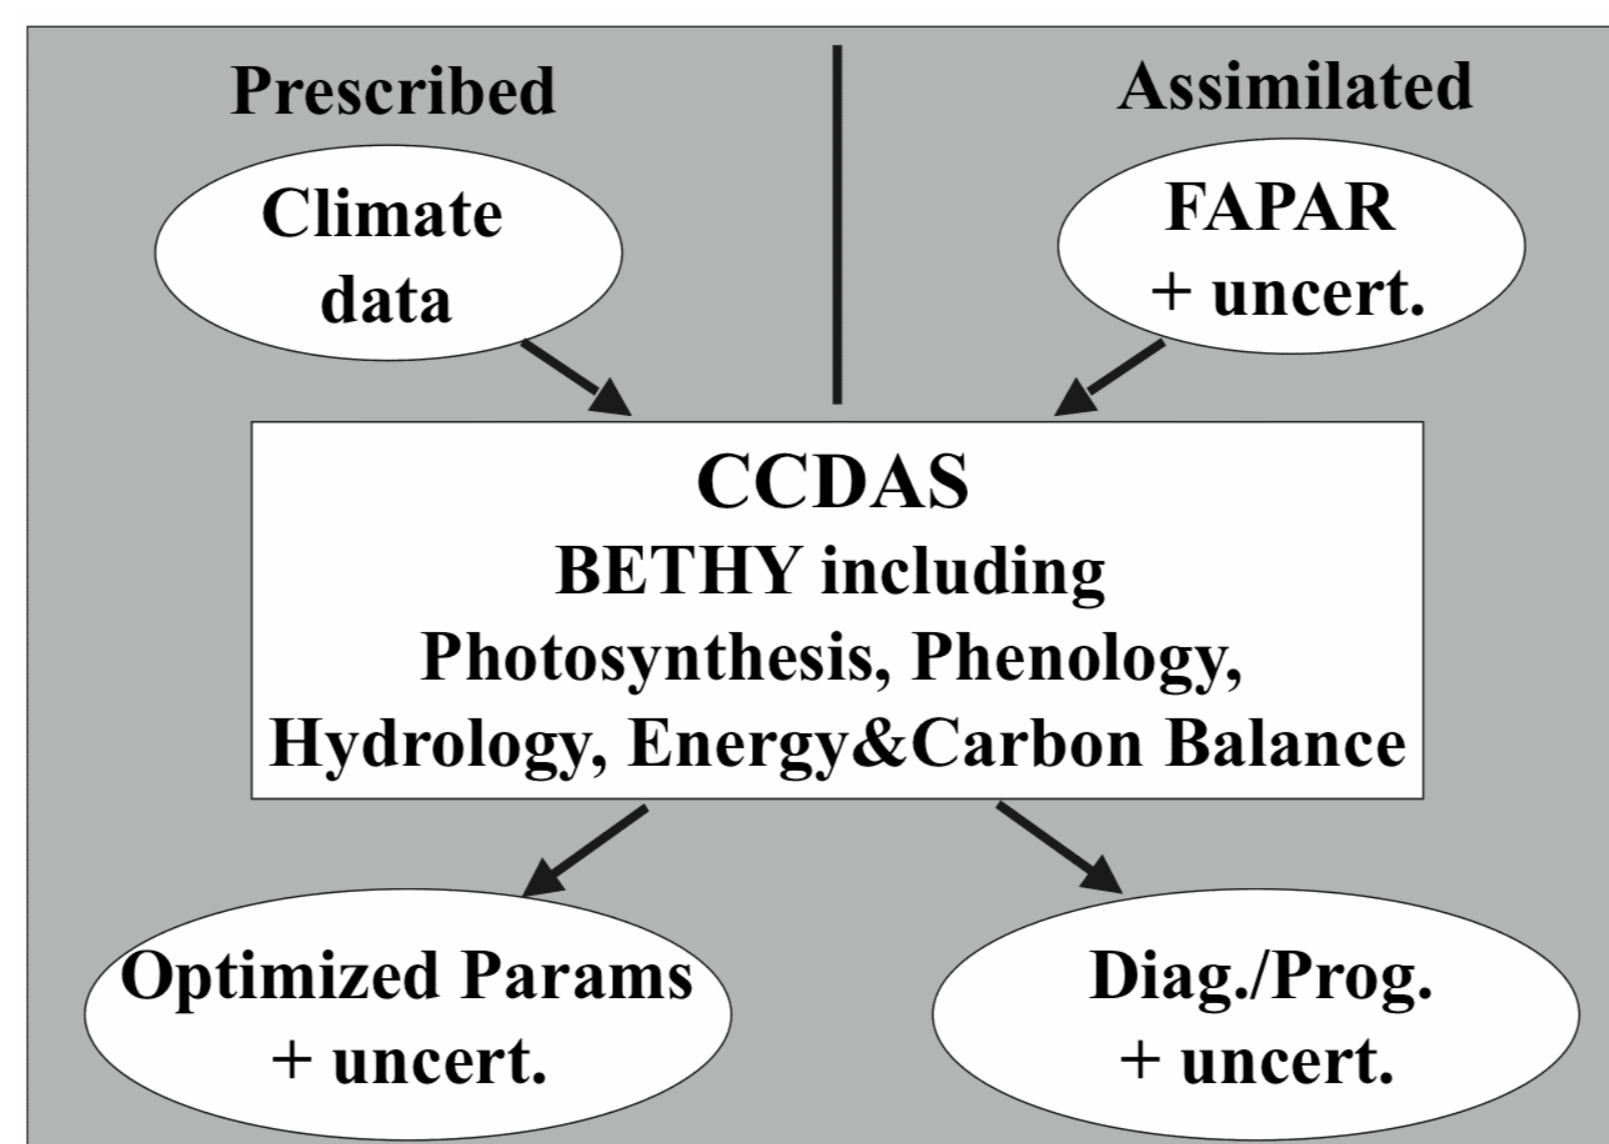 Prescribed
Assimilated
Climate
data
FAPAR
+ uncert.
CCDAS
BETHY including
Photosynthesis, Phenology,
Hydrology, Energy&Carbon Balance
Optimized Params
+ uncert.
Diag./Prog.
+ uncert.